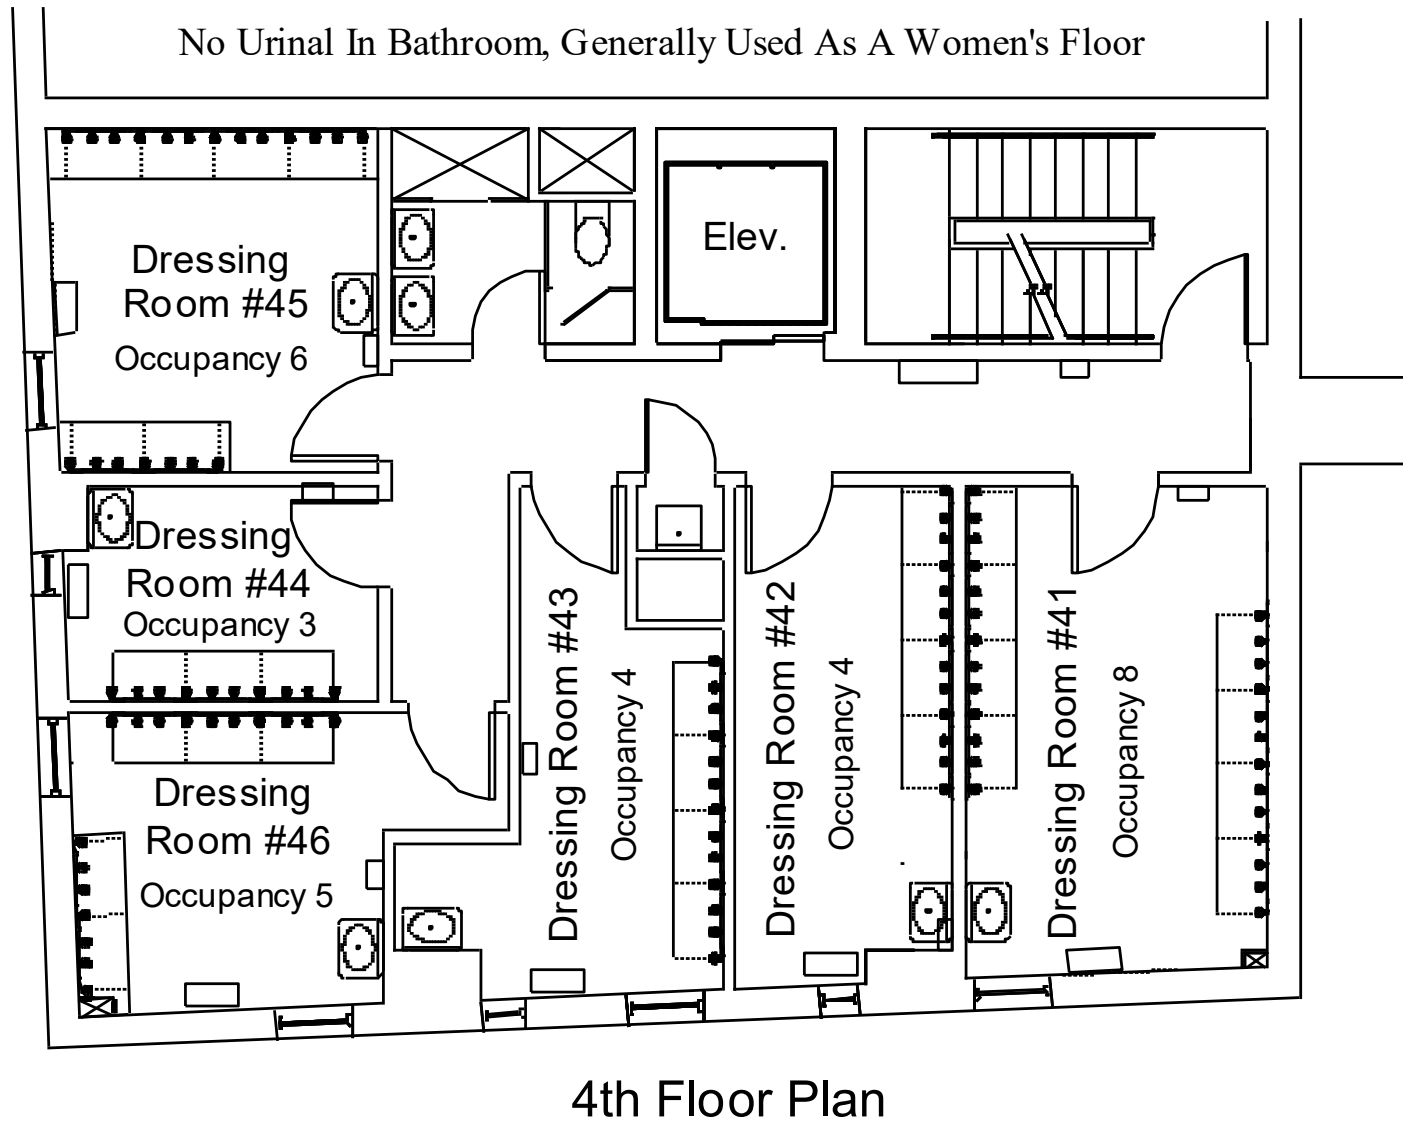 No Urinal In Bathroom, Generally Used As A Women's Floor
Elev.
Dressing
Room #45
Occupancy 6
Dressing
Room #44
Occupancy 3
Dressing
Room #46
Occupancy 5
Dressing Room #43
Occupancy 4
Dressing Room #42
Occupancy 4
Dressing Room #41
Occupancy 8
4th Floor Plan